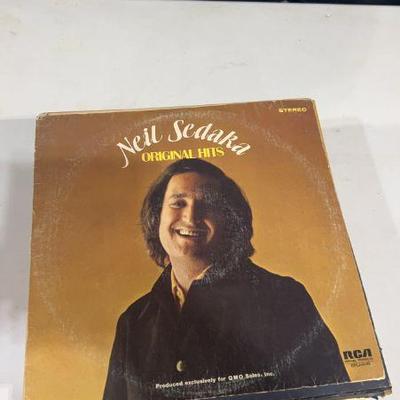 STEREO
Neil Sedaka
ORIGINAL HITS
RCA
Produced exclusively for GMO Sales, Inc.